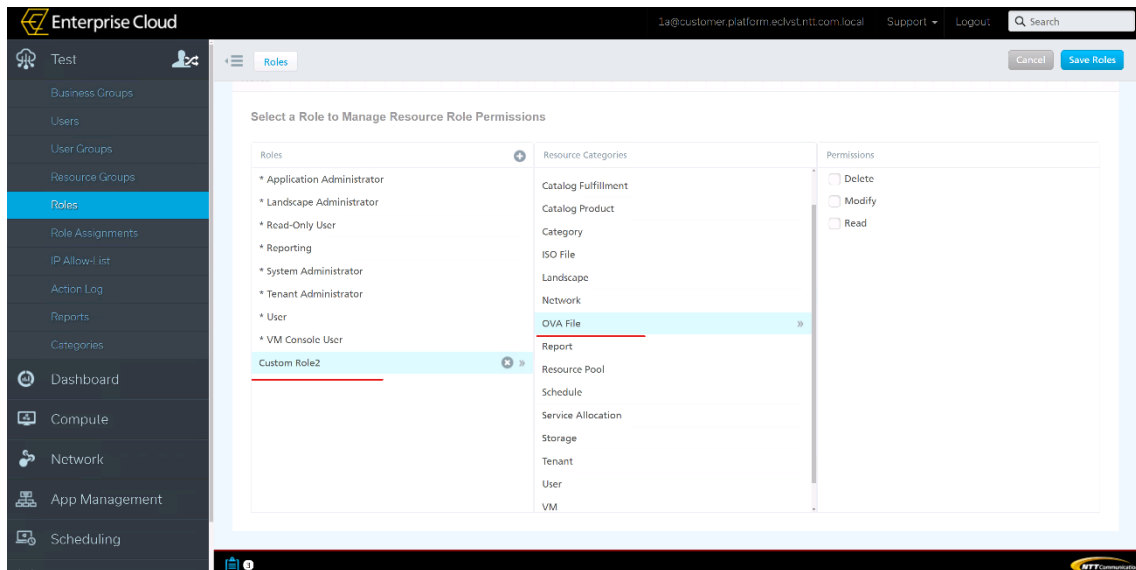 Enterprise Cloud
1a@customer.platform.eclvst.ntt.com.local
Support
Logout
Search
Test
Roles
Cancel
Save Roles
Business Groups
Users
User Groups
Resource Groups
Roles
Role Assignments
IP Allow-List
Action Log
Reports
Categories
Dashboard
Compute
Network
App Management
Scheduling
Select a Role to Manage Resource Role Permissions
Roles
* Application Administrator
* Landscape Administrator
* Read-Only User
* Reporting
* System Administrator
* Tenant Administrator
* User
* VM Console User
Custom Role2
Resource Categories
Catalog Fulfillment
Catalog Product
Category
ISO File
Landscape
Network
OVA File
Report
Resource Pool
Schedule
Service Allocation
Storage
Tenant
User
VM
Permissions
Delete
Modify
Read
3
NTT Communications